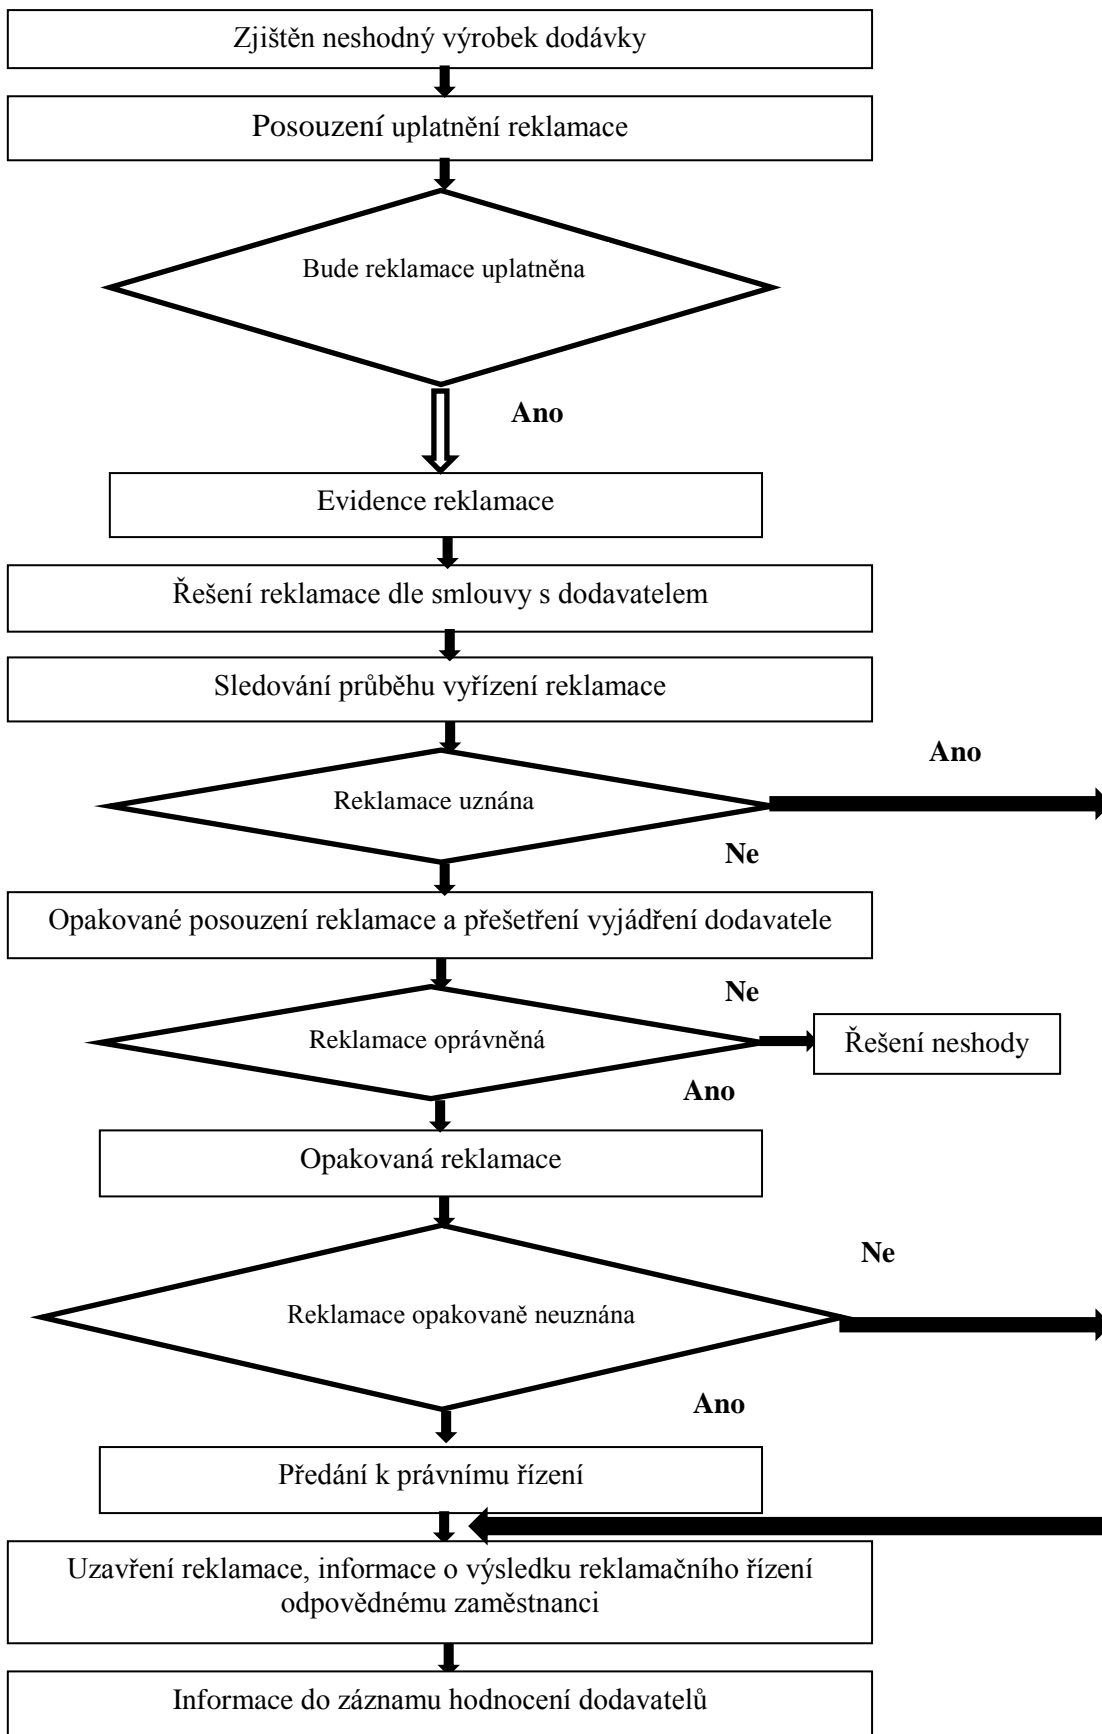 Zjištěn neshodný výrobek dodávky
Posouzení uplatnění reklamace
Bude reklamace uplatněna
Ano
Evidence reklamace
Řešení reklamace dle smlouvy s dodavatelem
Sledování průběhu vyřízení reklamace
Ano
Reklamace uznána
Ne
Opakované posouzení reklamace a přešetření vyjádření dodavatele
Ne
Reklamace oprávněná
Řešení neshody
Ano
Opakovaná reklamace
Ne
Reklamace opakovaně neuznána
Ano
Předání k právnímu řízení
Uzavření reklamace, informace o výsledku reklamačního řízení
odpovědnému zaměstnanci
Informace do záznamu hodnocení dodavatelů